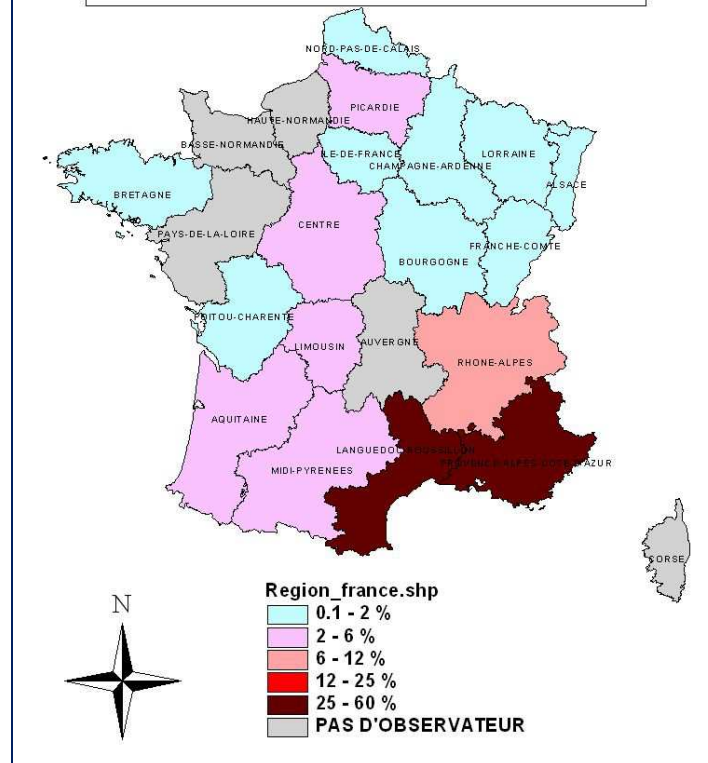 NORD-PAS-DE-CALAIS
PICARDIE
HAUTE-NORMANDIE
BASSE-NORMANDIE
ILE-DE-FRANCE
CHAMPAGNE-ARDENNE
LORRAINE
ALSACE
BRETAGNE
PAYS-DE-LA-LOIRE
CENTRE
BOURGOGNE
FRANCHE-COMTE
POITOU-CHARENTE
LIMOUSIN
AUVERGNE
RHONE-ALPES
AQUITAINE
LANGUEDOC-ROUSSILLON
MIDI-PYRENEES
PROVENCE-ALPES-COTE-D'AZUR
CORSE
Region_france.shp
N
0.1 - 2 %
2 - 6 %
6 - 12 %
12 - 25 %
25 - 60 %
PAS D'OBSERVATEUR